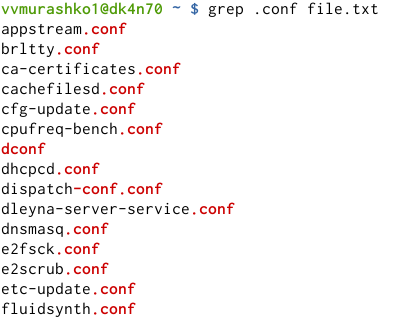 vvmurashko1@dk4n70 ~ $ grep .conf file.txt
appstream.conf
brltty.conf
ca-certificates.conf
cachefilesd.conf
cfg-update.conf
cpufreq-bench.conf
dconf
dhcpcd.conf
dispatch-conf.conf
dleyna-server-service.conf
dnsmasq.conf
e2fsck.conf
e2scrub.conf
etc-update.conf
fluidsynth.conf